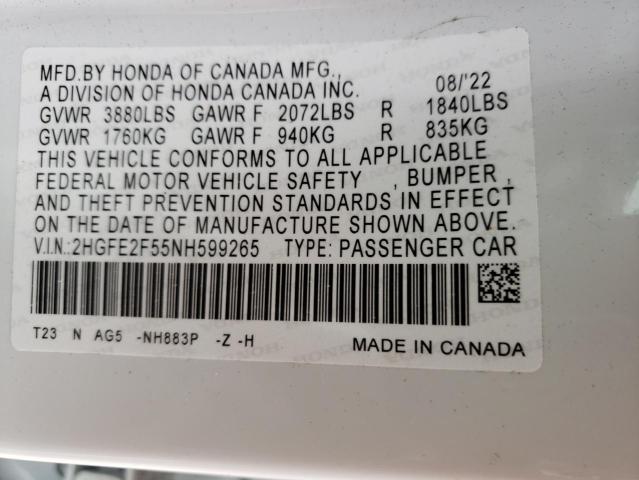 MFD.BY HONDA OF CANADA MFG.,
A DIVISION OF HONDA CANADA INC. 08/'22
GVWR 3880LBS GAWR F 2072LBS R 1840LBS
GVWR 1760KG GAWR F 940KG R 835KG
THIS VEHICLE CONFORMS TO ALL APPLICABLE
FEDERAL MOTOR VEHICLE SAFETY , BUMPER ,
AND THEFT PREVENTION STANDARDS IN EFFECT
ON THE DATE OF MANUFACTURE SHOWN ABOVE.
V.I.N.:2HGFE2F55NH599265 TYPE: PASSENGER CAR
T23 N AG5 -NH883P -Z -H
MADE IN CANADA